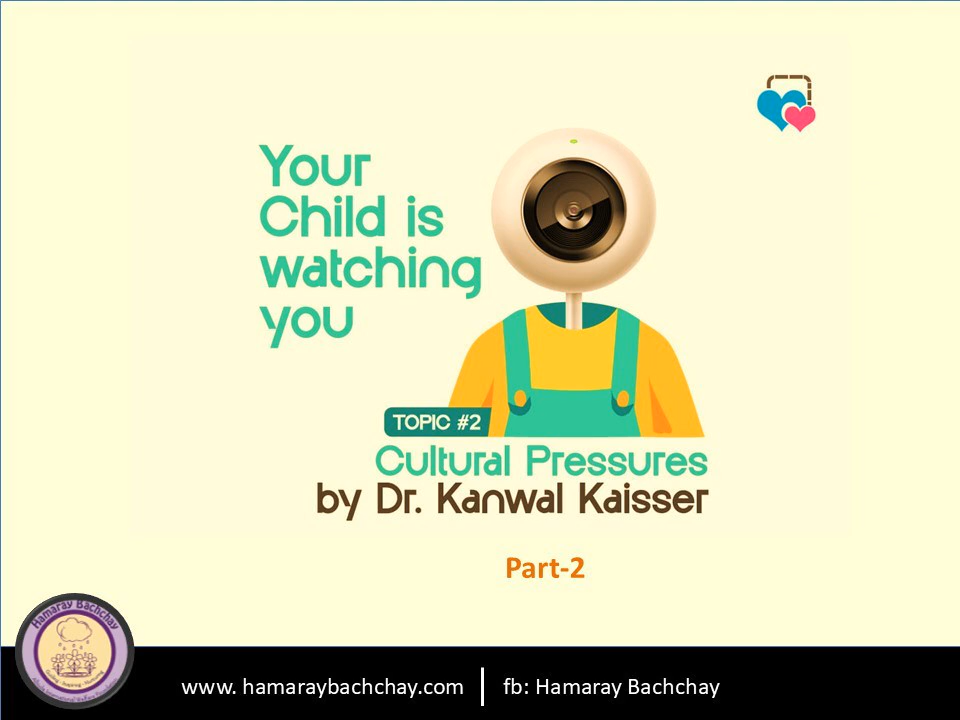 Your
Child is
watching
you
TOPIC #2
Cultural Pressures
by Dr. Kanwal Kaisser
Part-2
Hamaray Bachchay
www. hamaraybachchay.com
fb: Hamaray Bachchay